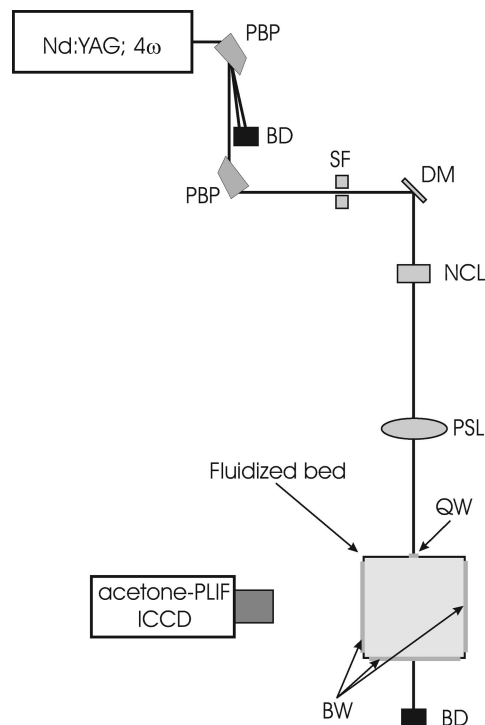 Nd:YAG; 4ω
PBP
BD
PBP
SF
DM
NCL
PSL
Fluidized bed
QW
acetone-PLIF
ICCD
BW
BD